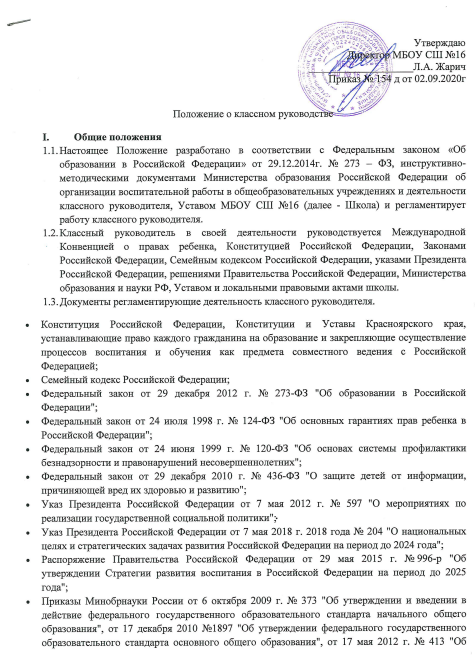 Утверждаю
Директор МБОУ СШ №16
Л.А. Жарич
Приказ № 154 д от 02.09.2020г
Положение о классном руководстве
I. Общие положения
1.1. Настоящее Положение разработано в соответствии с Федеральным законом «Об
образовании в Российской Федерации» от 29.12.2014г. № 273 – ФЗ, инструктивно-
методическими документами Министерства образования Российской Федерации об
организации воспитательной работы в общеобразовательных учреждениях и деятельности
классного руководителя, Уставом МБОУ СШ №16 (далее - Школа) и регламентирует
работу классного руководителя.
1.2. Классный руководитель в своей деятельности руководствуется Международной
Конвенцией о правах ребенка, Конституцией Российской Федерации, Законами
Российской Федерации, Семейным кодексом Российской Федерации, указами Президента
Российской Федерации, решениями Правительства Российской Федерации, Министерства
образования и науки РФ, Уставом и локальными правовыми актами школы.
1.3. Документы регламентирующие деятельность классного руководителя.
• Конституция Российской Федерации, Конституции и Уставы Красноярского края,
устанавливающие право каждого гражданина на образование и закрепляющие осуществление
процессов воспитания и обучения как предмета совместного ведения с Российской
Федерацией;
• Семейный кодекс Российской Федерации;
• Федеральный закон от 29 декабря 2012 г. № 273-ФЗ "Об образовании в Российской
Федерации";
• Федеральный закон от 24 июля 1998 г. № 124-ФЗ "Об основных гарантиях прав ребенка в
Российской Федерации";
• Федеральный закон от 24 июня 1999 г. № 120-ФЗ "Об основах системы профилактики
безнадзорности и правонарушений несовершеннолетних";
• Федеральный закон от 29 декабря 2010 г. № 436-ФЗ "О защите детей от информации,
причиняющей вред их здоровью и развитию";
• Указ Президента Российской Федерации от 7 мая 2012 г. № 597 "О мероприятиях по
реализации государственной социальной политики";
• Указ Президента Российской Федерации от 7 мая 2018 г. 2018 года № 204 "О национальных
целях и стратегических задачах развития Российской Федерации на период до 2024 года";
• Распоряжение Правительства Российской Федерации от 29 мая 2015 г. №996-р "Об
утверждении Стратегии развития воспитания в Российской Федерации на период до 2025
года";
• Приказы Минобрнауки России от 6 октября 2009 г. № 373 "Об утверждении и введении в
действие федерального государственного образовательного стандарта начального общего
образования", от 17 декабря 2010 №1897 "Об утверждении федерального государственного
образовательного стандарта основного общего образования", от 17 мая 2012 г. № 413 "Об